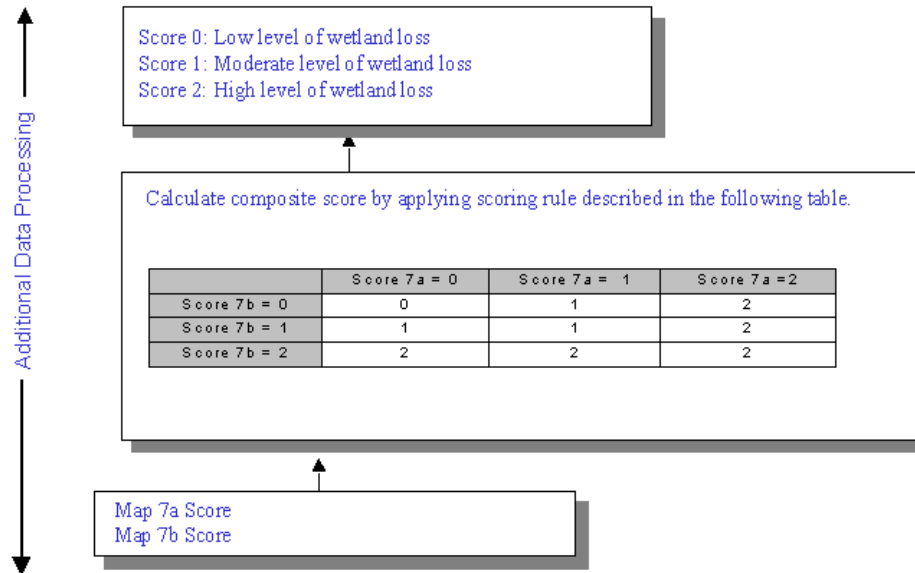 Additional Data Processing
Score 0: Low level of wetland loss
Score 1: Moderate level of wetland loss
Score 2: High level of wetland loss
Calculate composite score by applying scoring rule described in the following table.
Score 7a = 0 Score 7a = 1 Score 7a =2
Score 7b = 0 0 1 2
Score 7b = 1 1 1 2
Score 7b = 2 2 2 2
Map 7a Score
Map 7b Score